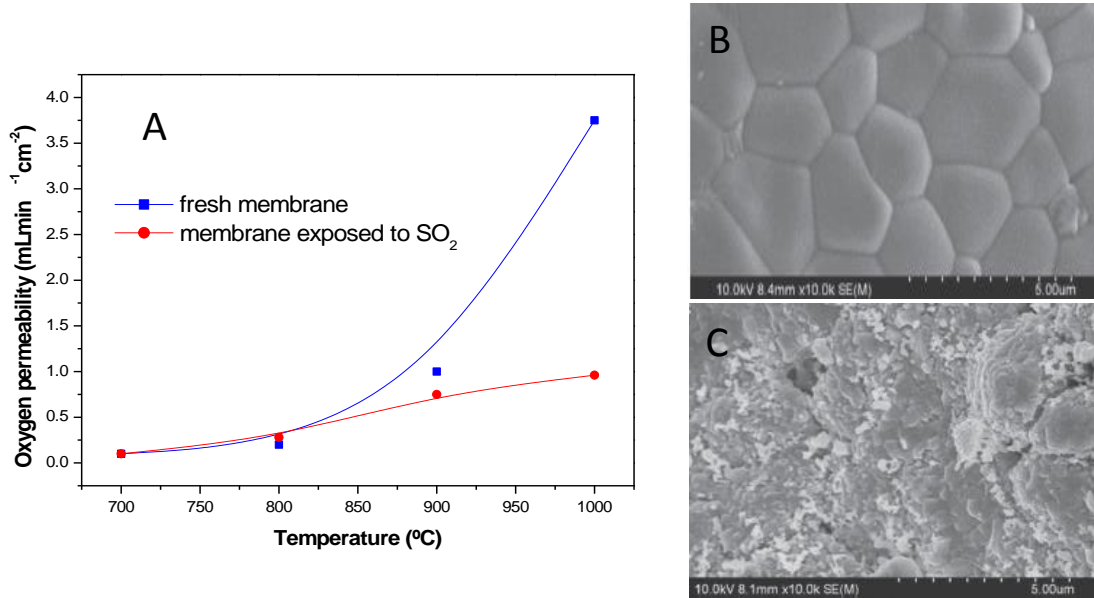 A
4.0
3.5
3.0
2.5
2.0
1.5
1.0
0.5
0.0
Oxygen permeability (mLmin ⁻¹cm⁻²)
fresh membrane
membrane exposed to SO₂
700
750
800
850
900
950
1000
Temperature (ºC)
B
10.0kV 8.4mm x10.0k SE(M)
5.00um
C
10.0kV 8.1mm x10.0k SE(M)
5.00um